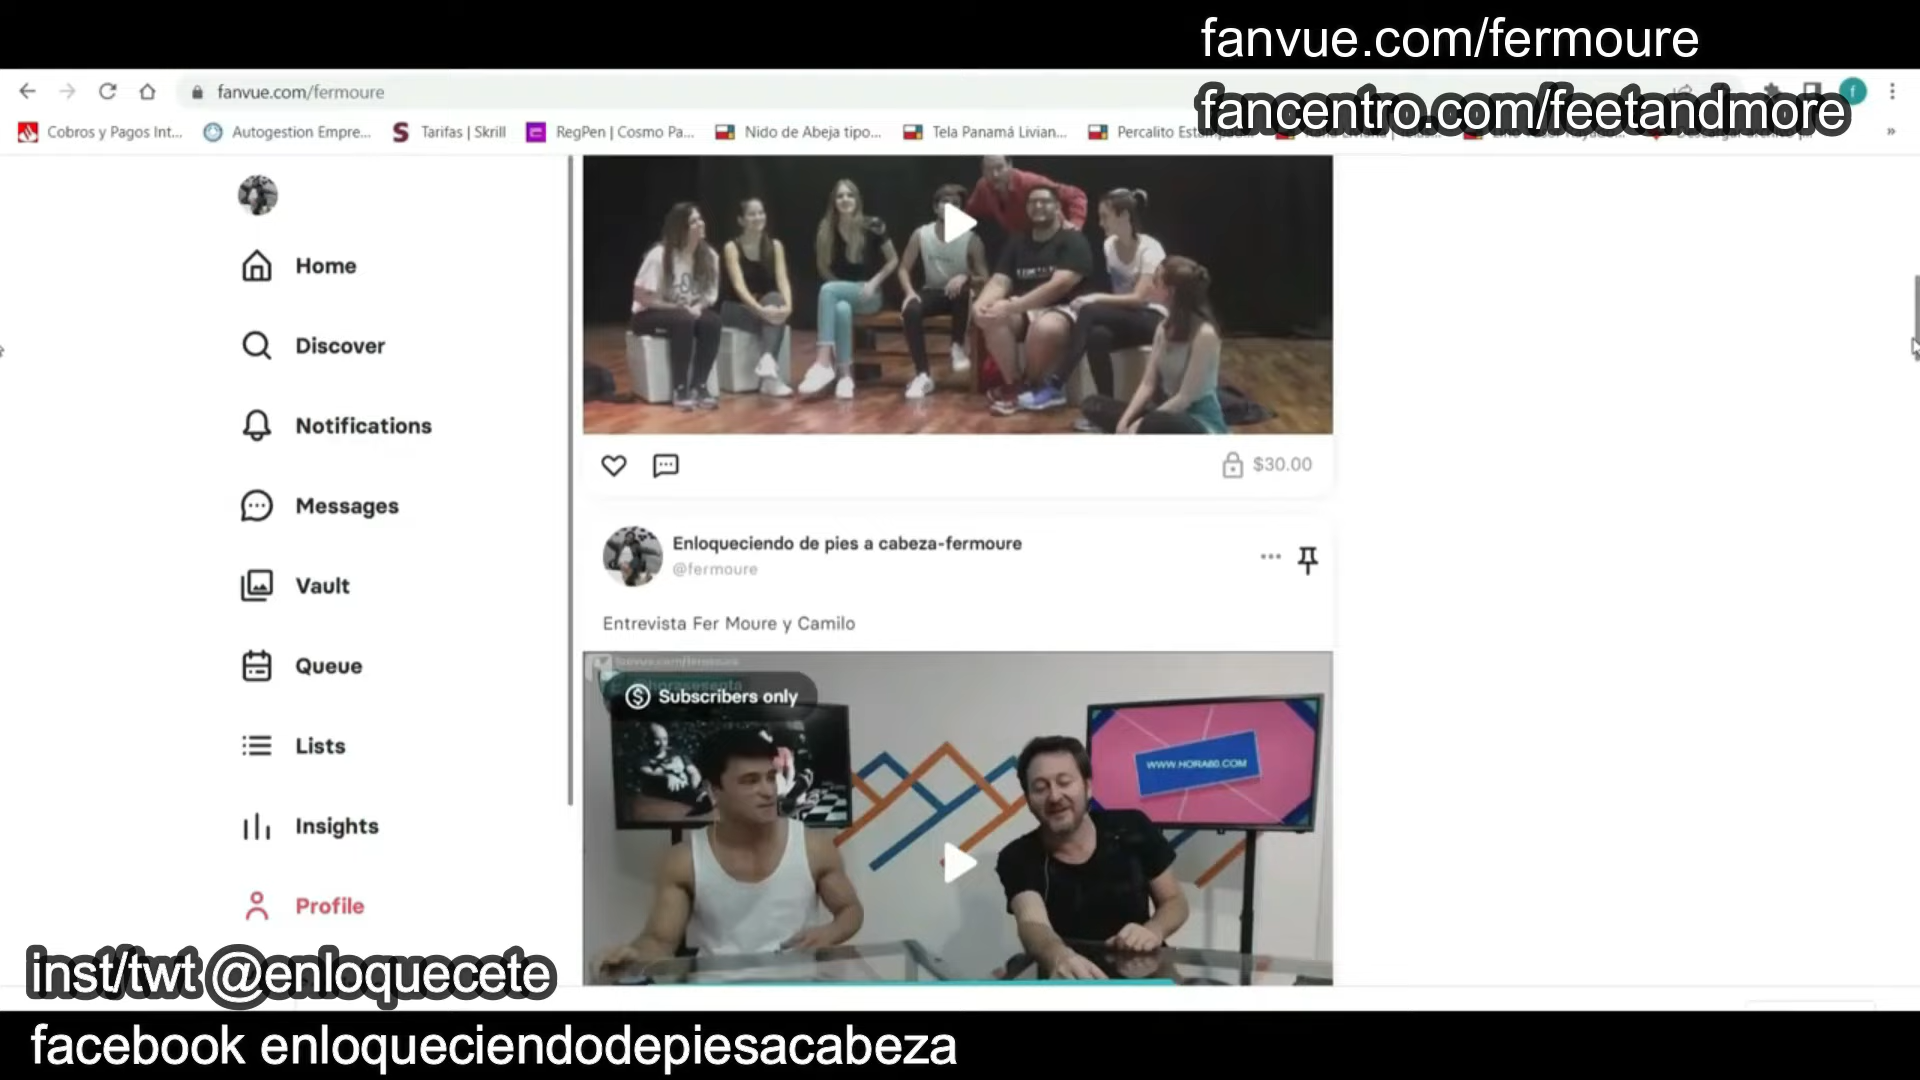 fanvue.com/fermoure
fanvue.com/fermoure
fancentro.com/feetandmore
Cobros y Pagos Int...
Autogestion Empre...
Tarifas | Skrill
RegPen | Cosmo Pa...
Nido de Abeja tipo...
Tela Panamá Livian...
Home
Discover
Notifications
Messages
Vault
Queue
Lists
Insights
Profile
$30.00
Enloqueciendo de pies a cabeza-fermoure
@fermoure
Entrevista Fer Moure y Camilo
fanvue.com/fermoure
Subscribers only
WWW.HORA60.COM
inst/twt @enloquecete
facebook enloqueciendodepiesacabeza